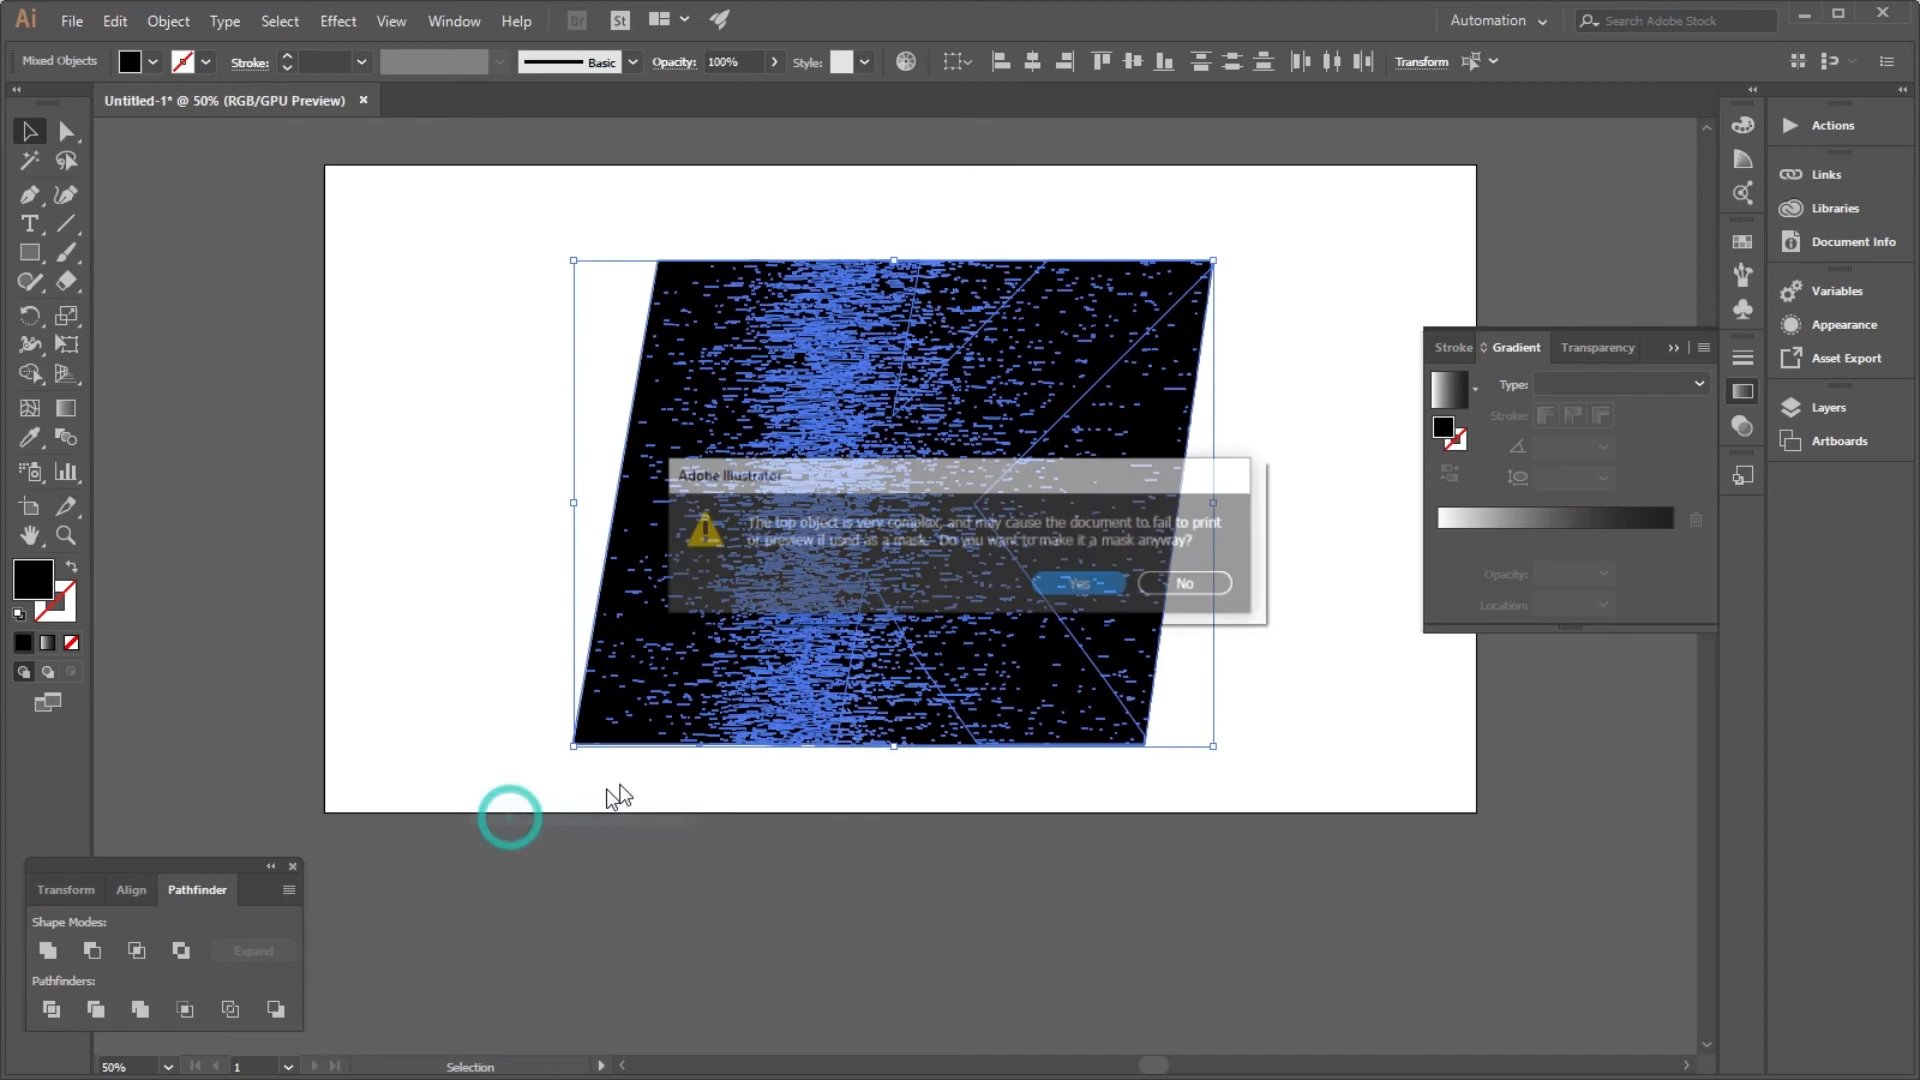 Ai File Edit Object Type Select Effect View Window Help Br St Automation Search Adobe Stock
Mixed Objects Stroke: Basic Opacity: 100% Style: Transform
Untitled-1* @ 50% (RGB/GPU Preview) ×
Actions
Links
Libraries
Document Info
Variables
Appearance
Asset Export
Layers
Artboards
Stroke Gradient Transparency
Type:
Stroke:
Opacity:
Location:
Adobe Illustrator
The top object is very complex, and may cause the document to fail to print
or preview if used as a mask. Do you want to make it a mask anyway?
Yes No
Transform Align Pathfinder
Shape Modes:
Expand
Pathfinders:
50% 1 Selection